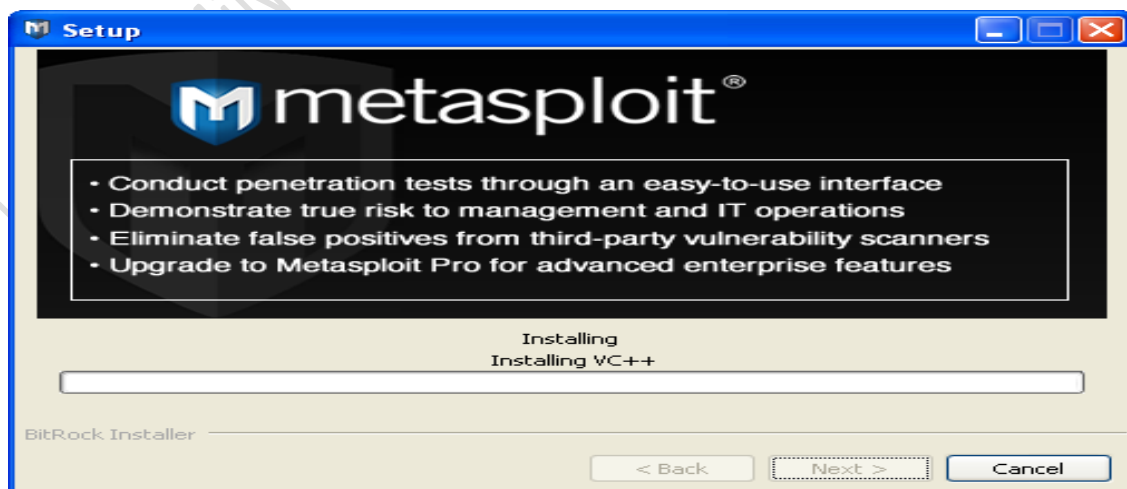 Setup
metasploit®
• Conduct penetration tests through an easy-to-use interface
• Demonstrate true risk to management and IT operations
• Eliminate false positives from third-party vulnerability scanners
• Upgrade to Metasploit Pro for advanced enterprise features
Installing
Installing VC++
BitRock Installer
< Back Next > Cancel